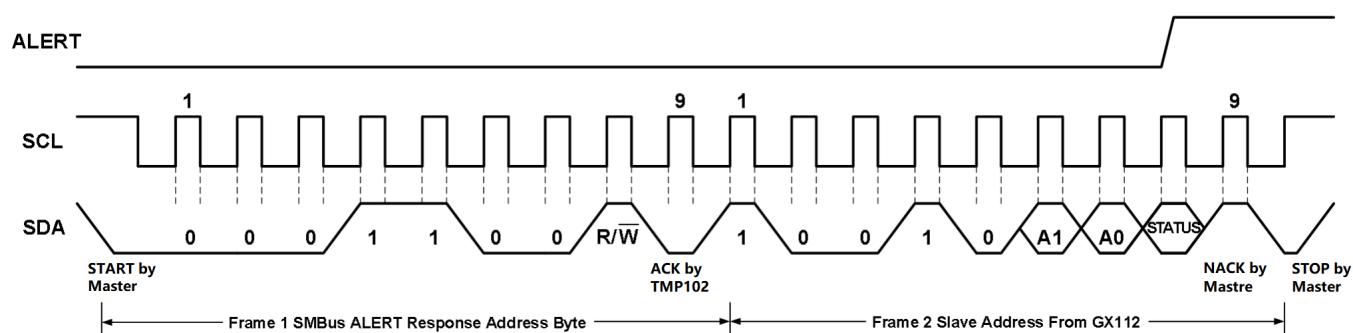 ALERT
1 9 1 9
SCL
SDA
0 0 0 1 1 0 0 R/W̅ 1 0 0 1 0 A1 A0 STATUS
START by
Master
ACK by
TMP102
NACK by
Mastre
STOP by
Master
Frame 1 SMBus ALERT Response Address Byte
Frame 2 Slave Address From GX112